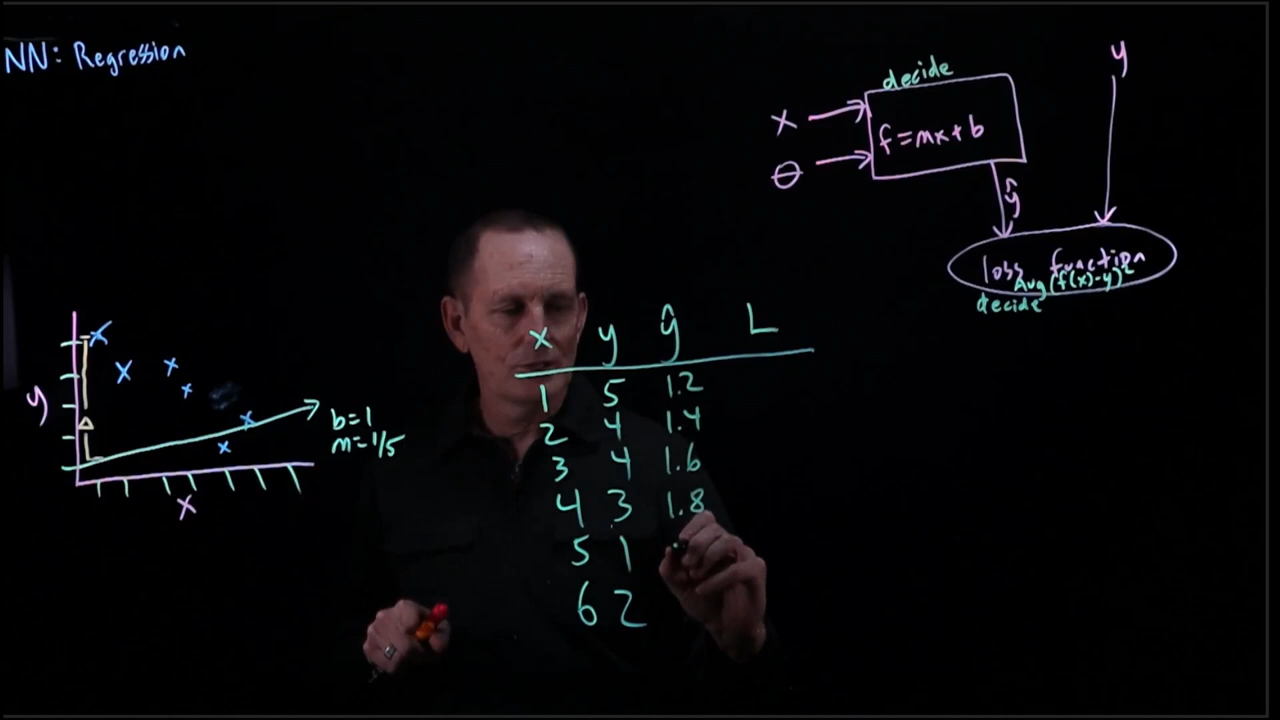 NN: Regression
decide
y
x
f=mx+b
θ
ŷ
loss function
Avg(f(x)-y)²
decide
x y ŷ L
1 5 1.2
2 4 1.4
3 4 1.6
4 3 1.8
5 1
6 2
y
b=1
m=1/5
x